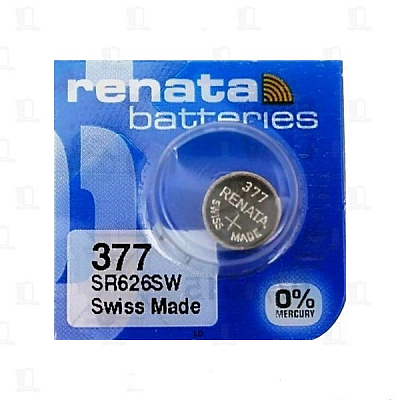 renata
batteries
377
RENATA
+
SWISS MADE
377
SR626SW
Swiss Made
0%
MERCURY